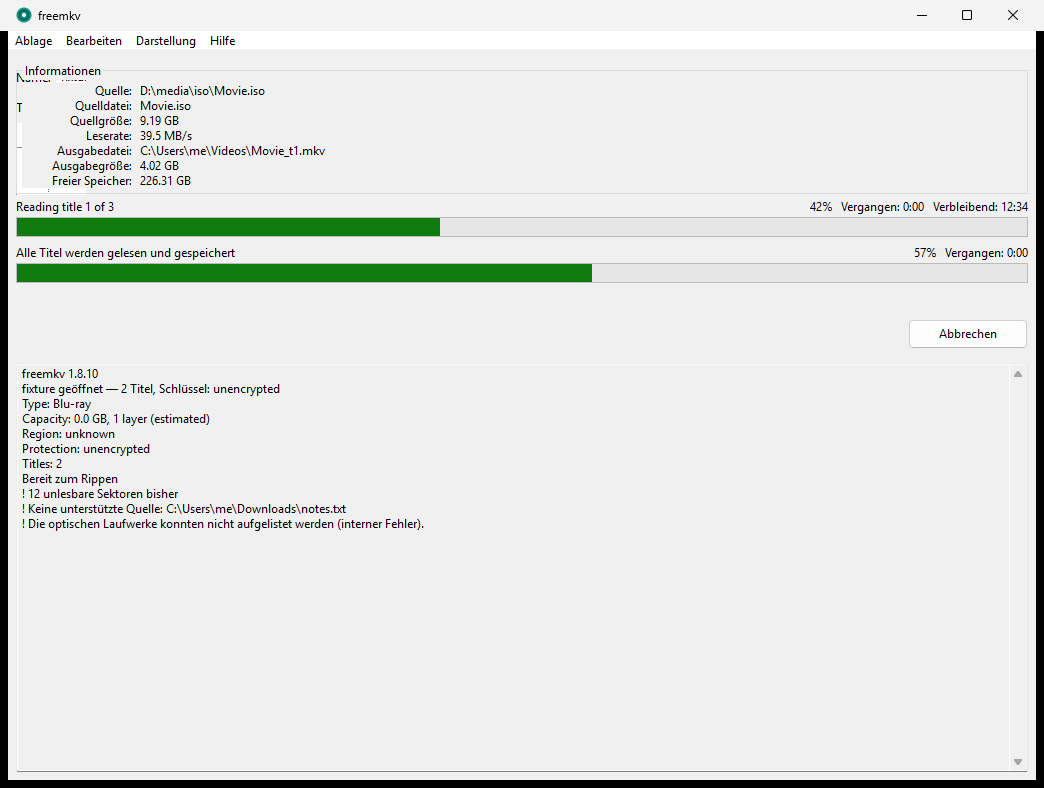 freemkv
Ablage Bearbeiten Darstellung Hilfe
Informationen
Quelle: D:\media\iso\Movie.iso
Quelldatei: Movie.iso
Quellgröße: 9.19 GB
Leserate: 39.5 MB/s
Ausgabedatei: C:\Users\me\Videos\Movie_t1.mkv
Ausgabegröße: 4.02 GB
Freier Speicher: 226.31 GB
Reading title 1 of 3 42% Vergangen: 0:00 Verbleibend: 12:34
Alle Titel werden gelesen und gespeichert 57% Vergangen: 0:00
Abbrechen
freemkv 1.8.10
fixture geöffnet — 2 Titel, Schlüssel: unencrypted
Type: Blu-ray
Capacity: 0.0 GB, 1 layer (estimated)
Region: unknown
Protection: unencrypted
Titles: 2
Bereit zum Rippen
! 12 unlesbare Sektoren bisher
! Keine unterstützte Quelle: C:\Users\me\Downloads\notes.txt
! Die optischen Laufwerke konnten nicht aufgelistet werden (interner Fehler).